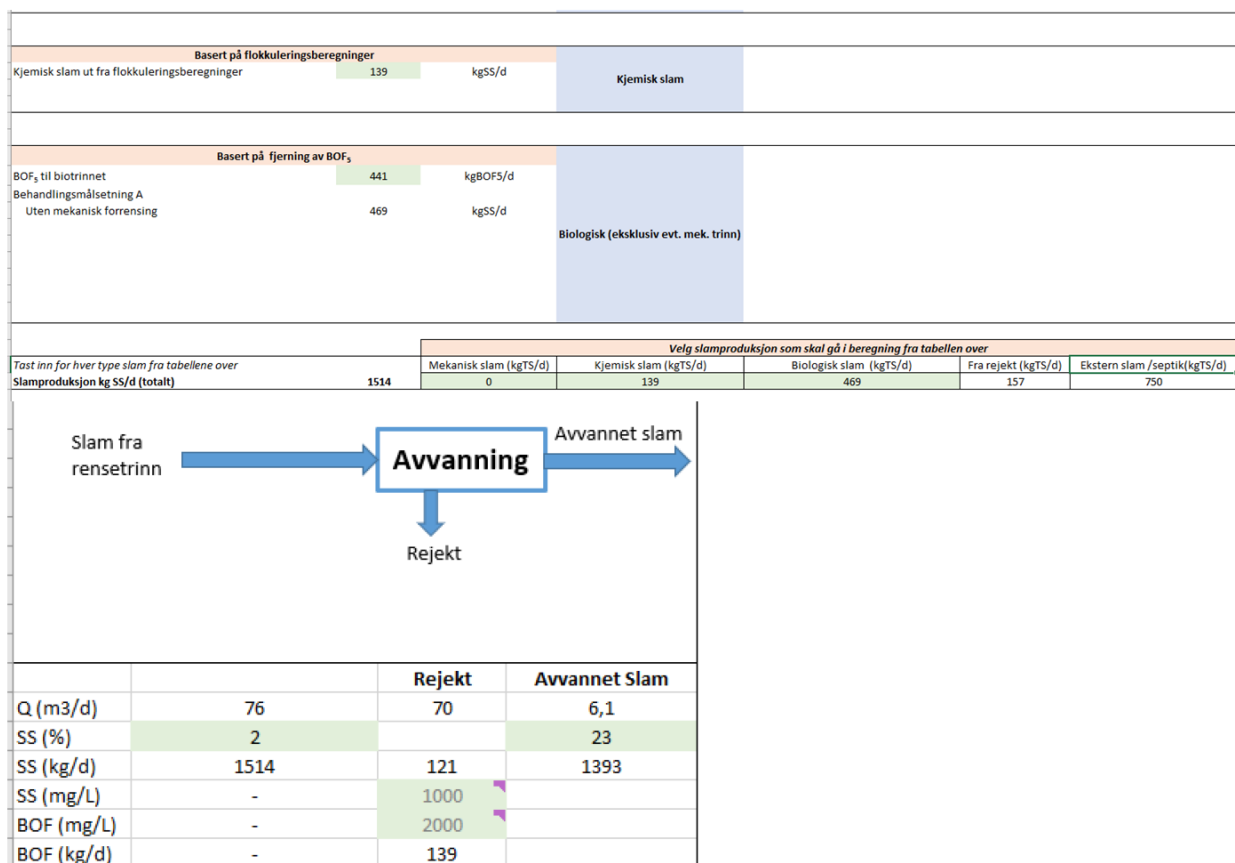 Basert på flokkuleringsberegninger
Kjemisk slam ut fra flokkuleringsberegninger 139 kgSS/d
Kjemisk slam
Basert på fjerning av BOF₅
BOF₅ til biotrinnet 441 kgBOF5/d
Behandlingsmålsetning A
Uten mekanisk forrensing 469 kgSS/d
Biologisk (eksklusiv evt. mek. trinn)
Velg slamproduksjon som skal gå i beregning fra tabellen over
Tast inn for hver type slam fra tabellene over Mekanisk slam (kgTS/d) Kjemisk slam (kgTS/d) Biologisk slam (kgTS/d) Fra rejekt (kgTS/d) Ekstern slam /septik(kgTS/d)
Slamproduksjon kg SS/d (totalt) 1514 0 139 469 157 750
Slam fra
rensetrinn
Avvanning
Avvannet slam
Rejekt
Rejekt Avvannet Slam
Q (m3/d) 76 70 6,1
SS (%) 2 23
SS (kg/d) 1514 121 1393
SS (mg/L) - 1000
BOF (mg/L) - 2000
BOF (kg/d) - 139